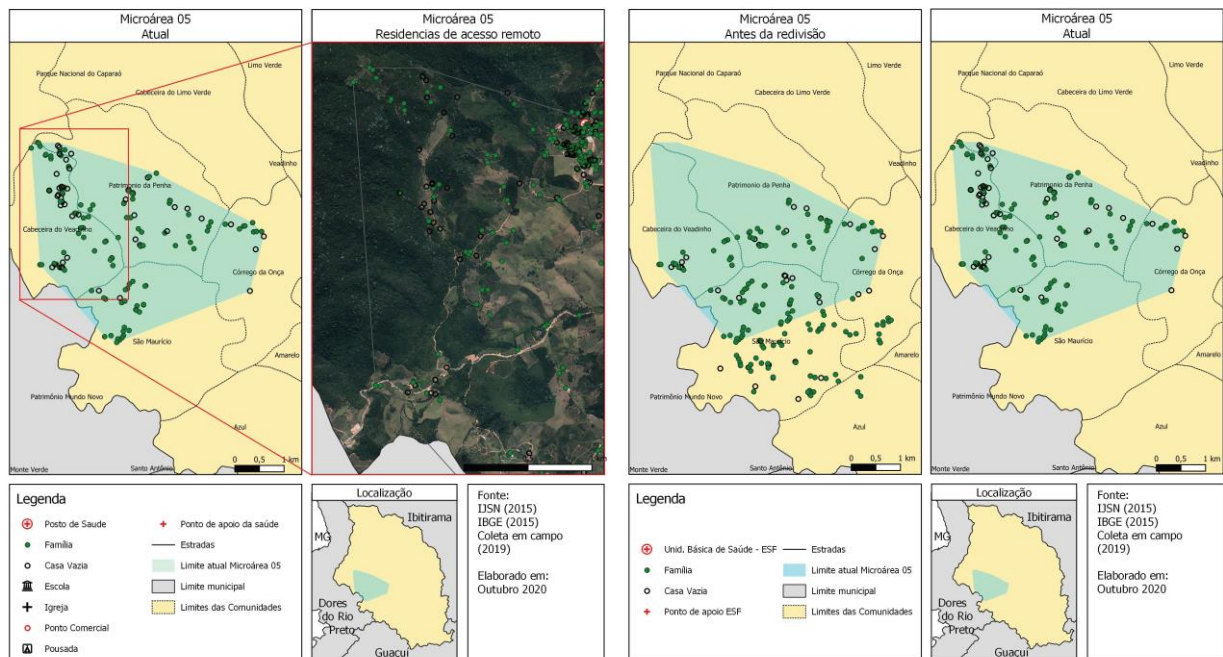 Microárea 05
Atual
Parque Nacional do Caparaó
Limo Verde
Cabeceira do Limo Verde
Veadinho
Patrimonio da Penha
Cabeceira do Veadinho
Córrego da Onça
São Maurício
Amarelo
Patrimônio Mundo Novo
Azul
Monte Verde
Santo Antônio
0 0,5 1 km
Microárea 05
Residencias de acesso remoto
km
Microárea 05
Antes da redivisão
Parque Nacional do Caparaó
Limo Verde
Cabeceira do Limo Verde
Veadinho
Patrimonio da Penha
Cabeceira do Veadinho
Córrego da Onça
São Maurício
Amarelo
Patrimônio Mundo Novo
Azul
Monte Verde
Santo Antônio
0 0,5 1 km
Microárea 05
Atual
Parque Nacional do Caparaó
Limo Verde
Cabeceira do Limo Verde
Veadinho
Patrimonio da Penha
Cabeceira do Veadinho
Córrego da Onça
São Maurício
Amarelo
Patrimônio Mundo Novo
Azul
Monte Verde
Santo Antônio
0 0,5 1 km
Legenda
Posto de Saude
Família
Casa Vazia
Escola
Igreja
Ponto Comercial
Pousada
Ponto de apoio da saúde
Estradas
Limite atual Microárea 05
Limite municipal
Limites das Comunidades
Localização
Ibitirama
MG
Dores
do Rio
Preto
Guaçuí
Fonte:
IJSN (2015)
IBGE (2015)
Coleta em campo
(2019)
Elaborado em:
Outubro 2020
Legenda
Unid. Básica de Saúde - ESF
Família
Casa Vazia
Ponto de apoio ESF
Estradas
Limite atual Microárea 05
Limite municipal
Limites das Comunidades
Localização
Ibitirama
MG
Dores
do Rio
Preto
Guaçuí
Fonte:
IJSN (2015)
IBGE (2015)
Coleta em campo
(2019)
Elaborado em:
Outubro 2020